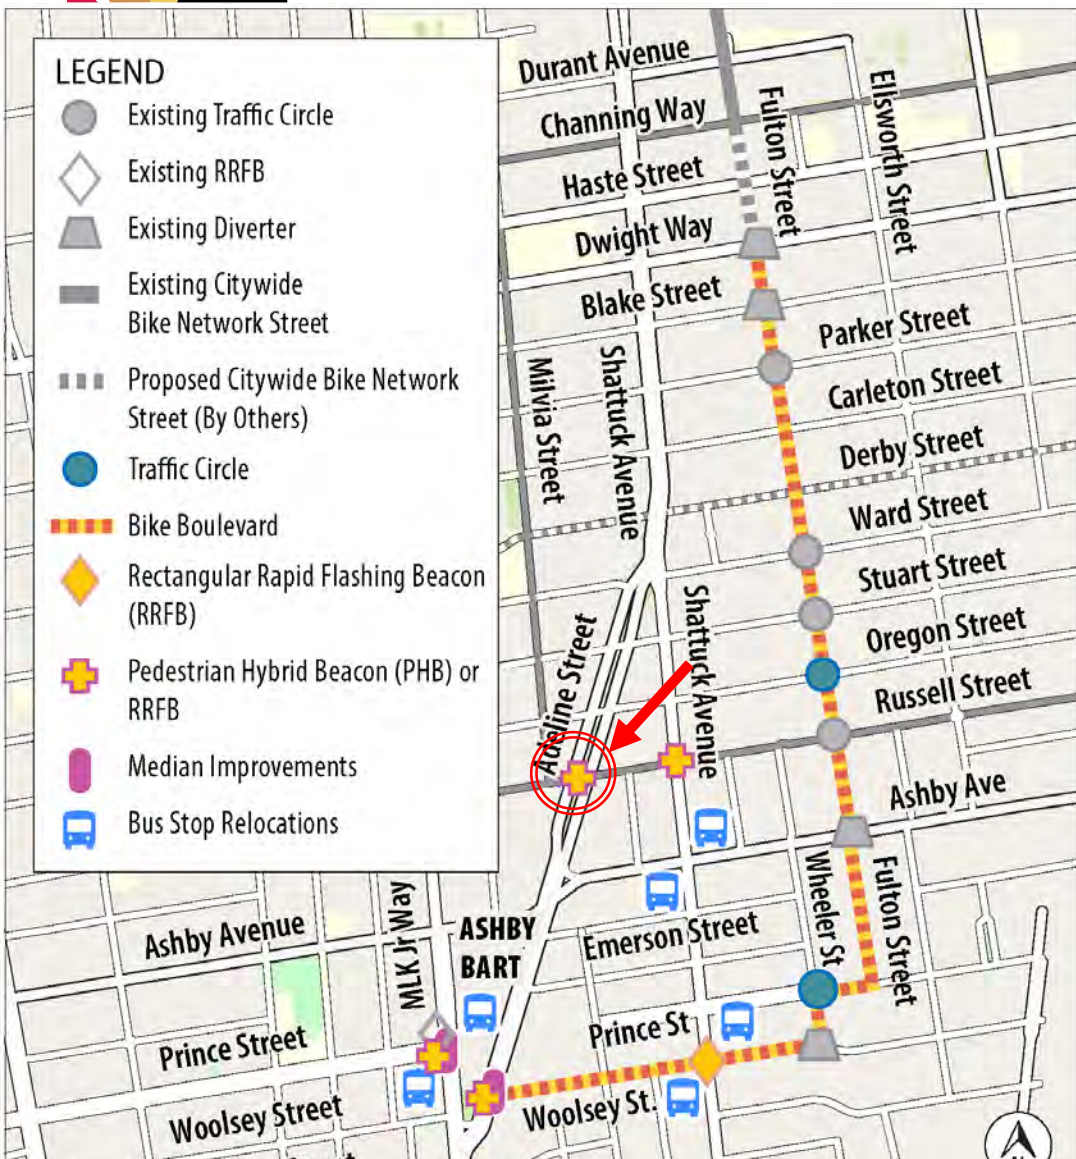 LEGEND
Existing Traffic Circle
Existing RRFB
Existing Diverter
Existing Citywide
Bike Network Street
Proposed Citywide Bike Network
Street (By Others)
Traffic Circle
Bike Boulevard
Rectangular Rapid Flashing Beacon
(RRFB)
Pedestrian Hybrid Beacon (PHB) or
RRFB
Median Improvements
Bus Stop Relocations
Durant Avenue
Channing Way
Haste Street
Dwight Way
Blake Street
Fulton Street
Ellsworth Street
Parker Street
Carleton Street
Derby Street
Ward Street
Stuart Street
Oregon Street
Russell Street
Ashby Ave
Milvia Street
Shattuck Avenue
Adeline Street
Shattuck Avenue
Wheeler St
Fulton Street
Ashby Avenue
MLK Jr Way
ASHBY
BART
Emerson Street
Prince St
Prince Street
Woolsey Street
Woolsey St.